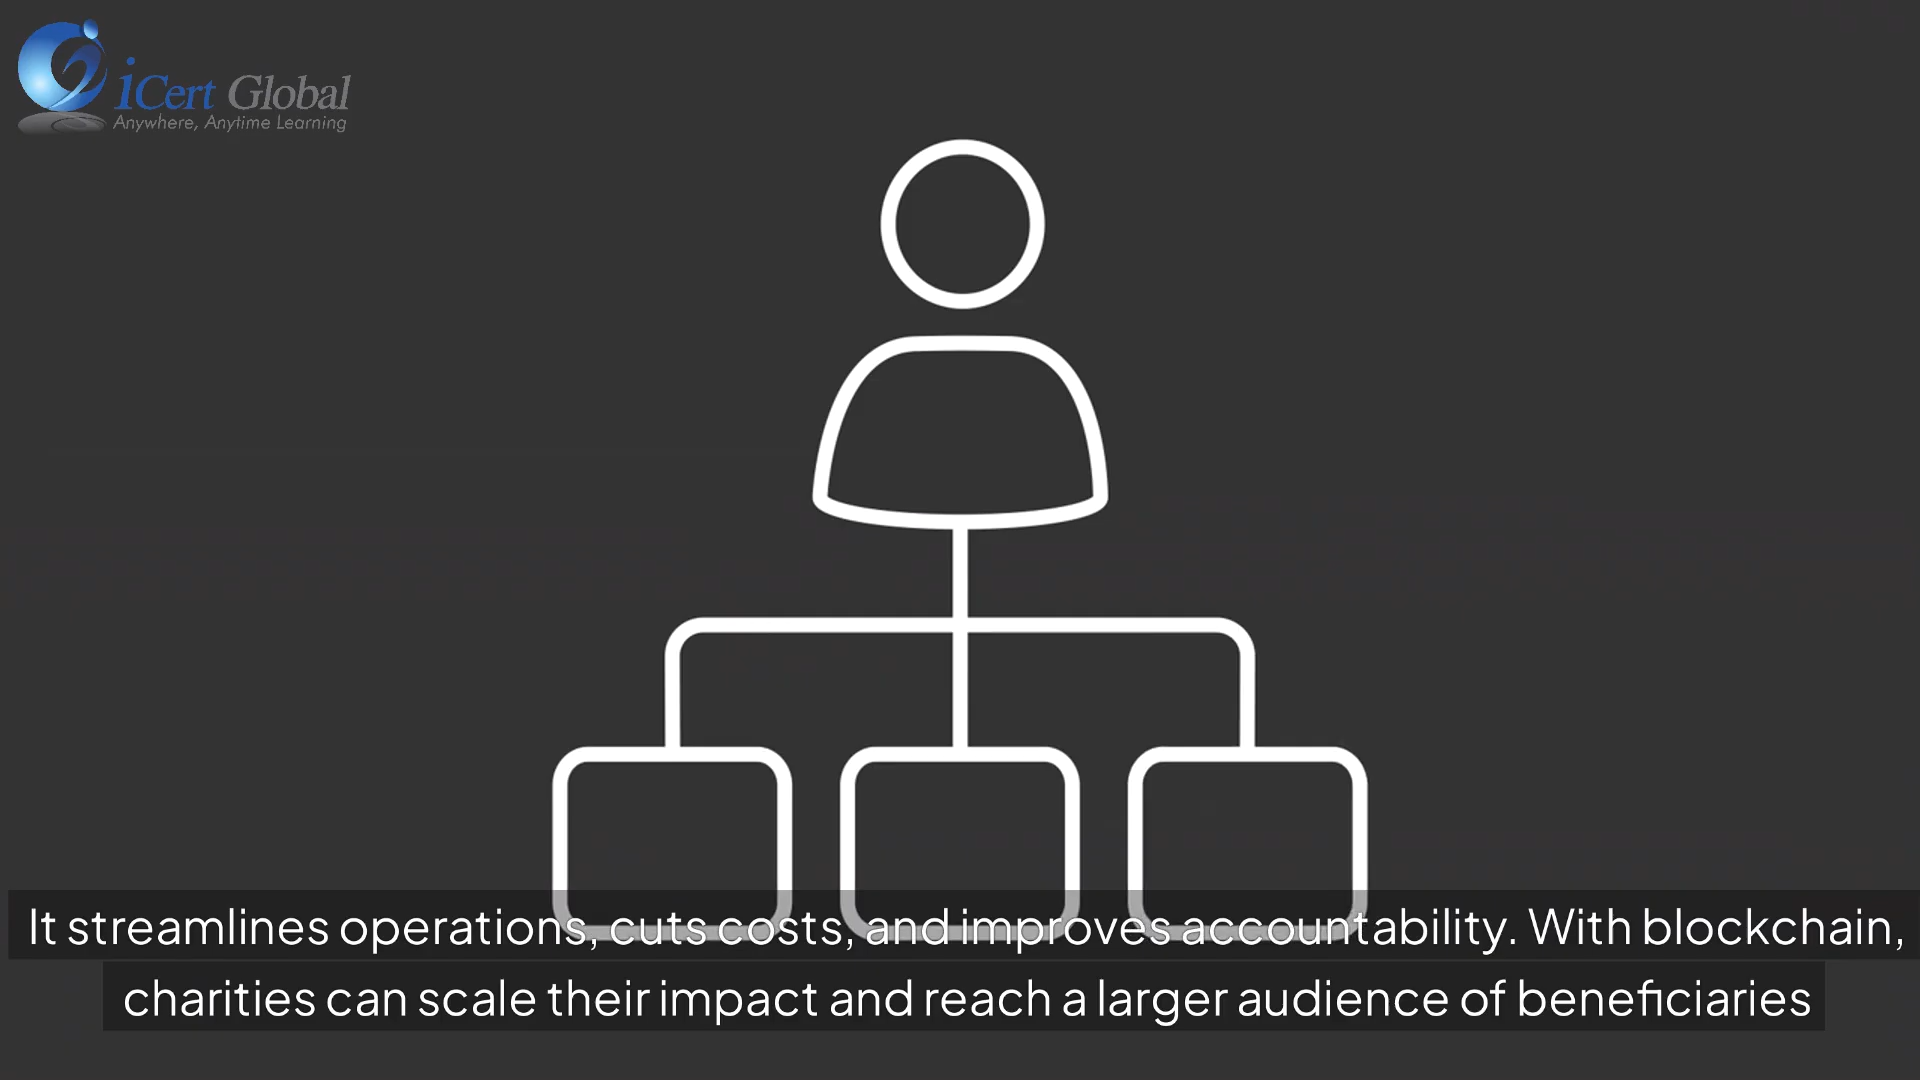 iCert Global
Anywhere, Anytime Learning
It streamlines operations, cuts costs, and improves accountability. With blockchain,
charities can scale their impact and reach a larger audience of beneficiaries